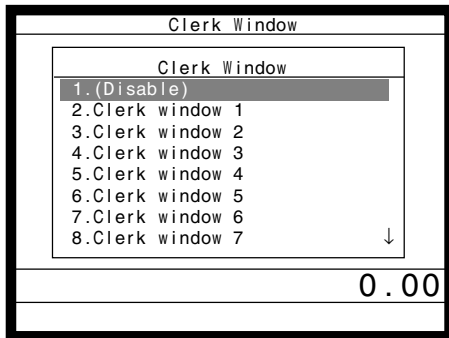 Clerk Window
Clerk Window
1.(Disable)
2.Clerk window 1
3.Clerk window 2
4.Clerk window 3
5.Clerk window 4
6.Clerk window 5
7.Clerk window 6
8.Clerk window 7 ↓
0.00